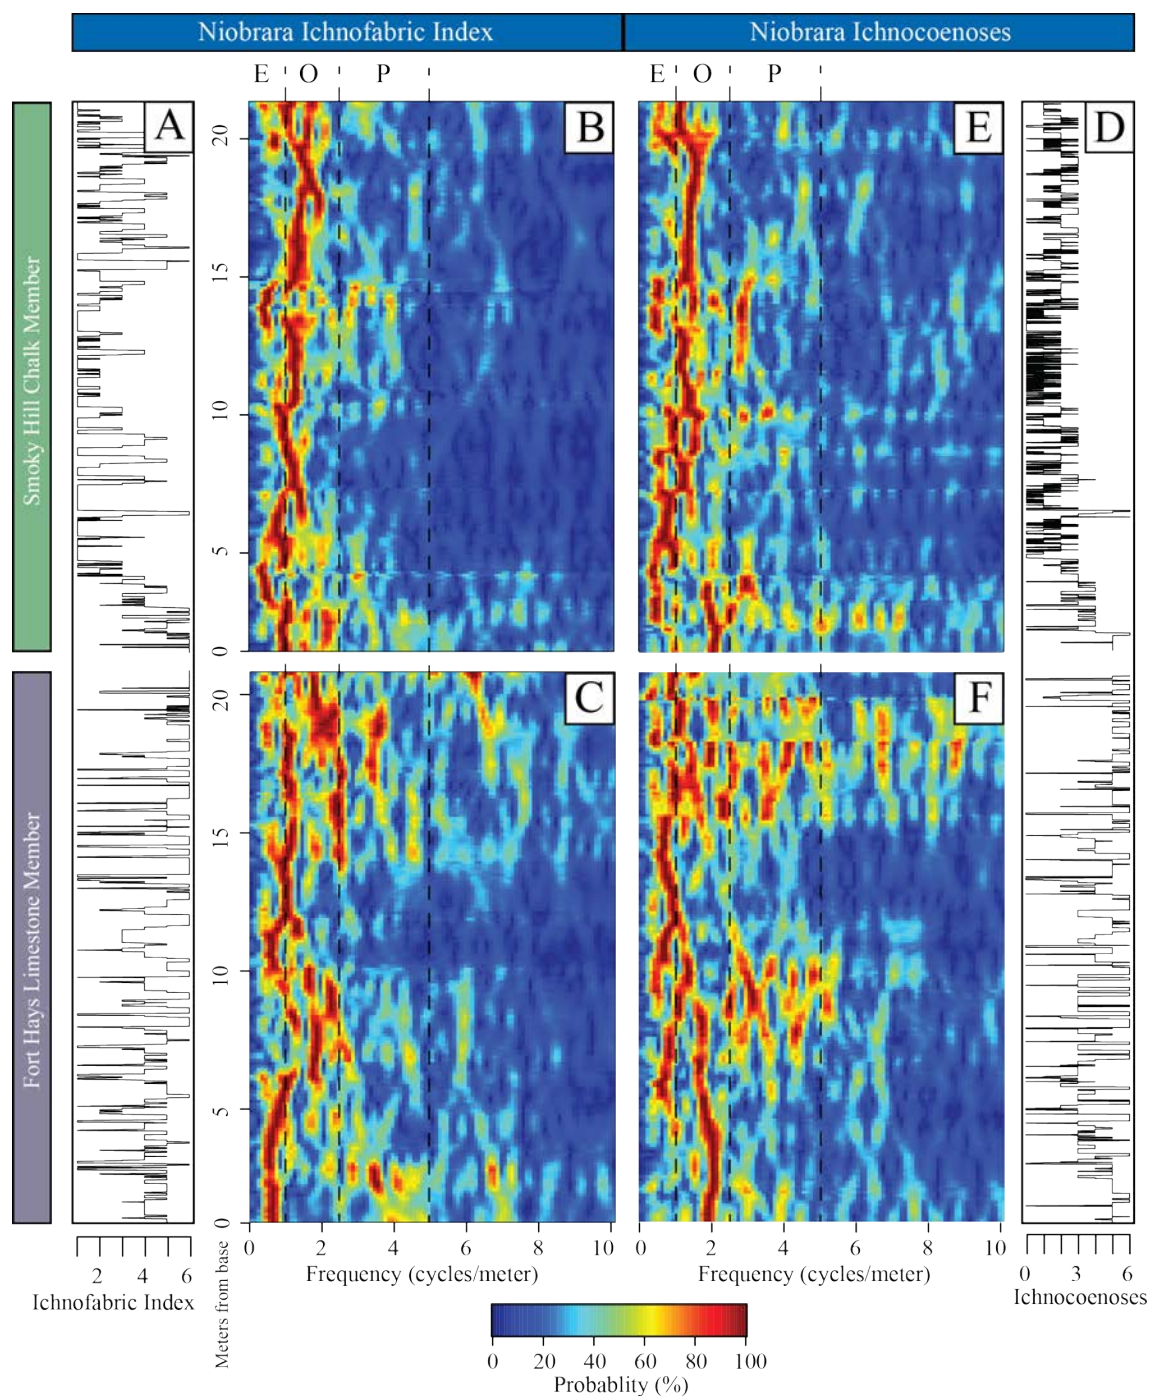 Niobrara Ichnofabric Index
Niobrara Ichnocoenoses
E O P
E O P
Smoky Hill Chalk Member
Fort Hays Limestone Member
A
B
E
D
C
F
20
15
10
5
0
20
15
10
5
0
Meters from base
2 4 6
Ichnofabric Index
0 2 4 6 8 10
Frequency (cycles/meter)
0 2 4 6 8 10
Frequency (cycles/meter)
0 3 6
Ichnocoenoses
0 20 40 60 80 100
Probablity (%)